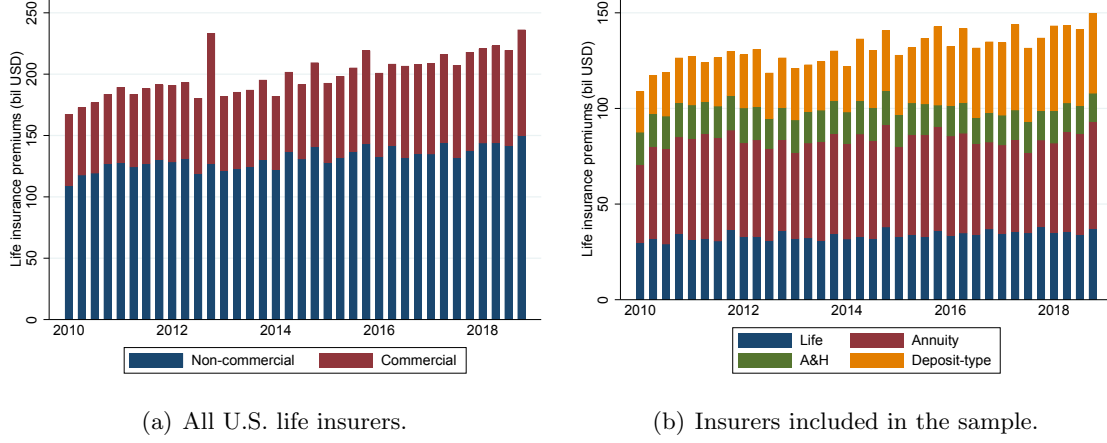 Life insurance premiums (bil USD)
250
200
150
100
50
0
2010 2012 2014 2016 2018
Non-commercial Commercial
(a) All U.S. life insurers.
Life insurance premiums (bil USD)
150
100
50
0
2010 2012 2014 2016 2018
Life Annuity
A&H Deposit-type
(b) Insurers included in the sample.